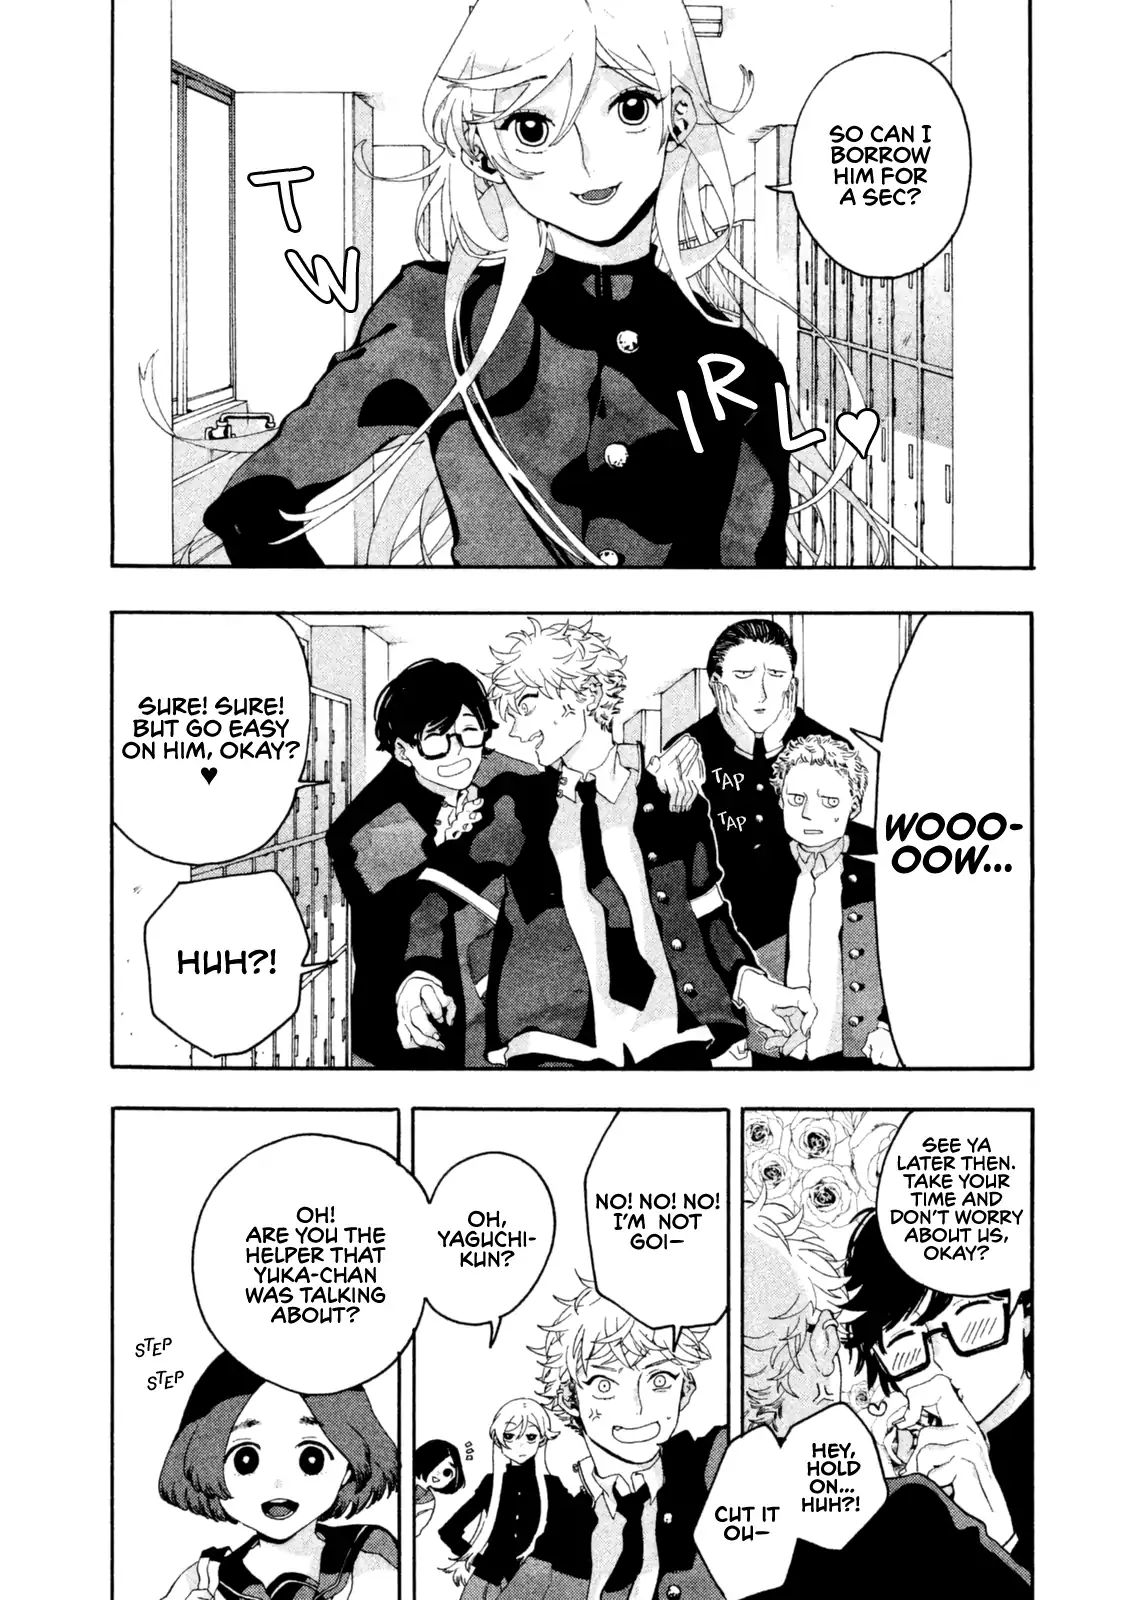 SO CAN I
BORROW
HIM FOR
A SEC?
TW
IRL♥
WOOO-
OOW...
TAP
TAP
SURE! SURE!
BUT GO EASY
ON HIM, OKAY?
♥
HUH?!
SEE YA
LATER THEN.
TAKE YOUR
TIME AND
DON'T WORRY
ABOUT US,
OKAY?
HEY,
HOLD
ON...
HUH?!
CUT IT
OU—
NO! NO! NO!
I'M NOT
GOI—
OH,
YAGUCHI-
KUN?
OH!
ARE YOU THE
HELPER THAT
YUKA-CHAN
WAS TALKING
ABOUT?
STEP
STEP